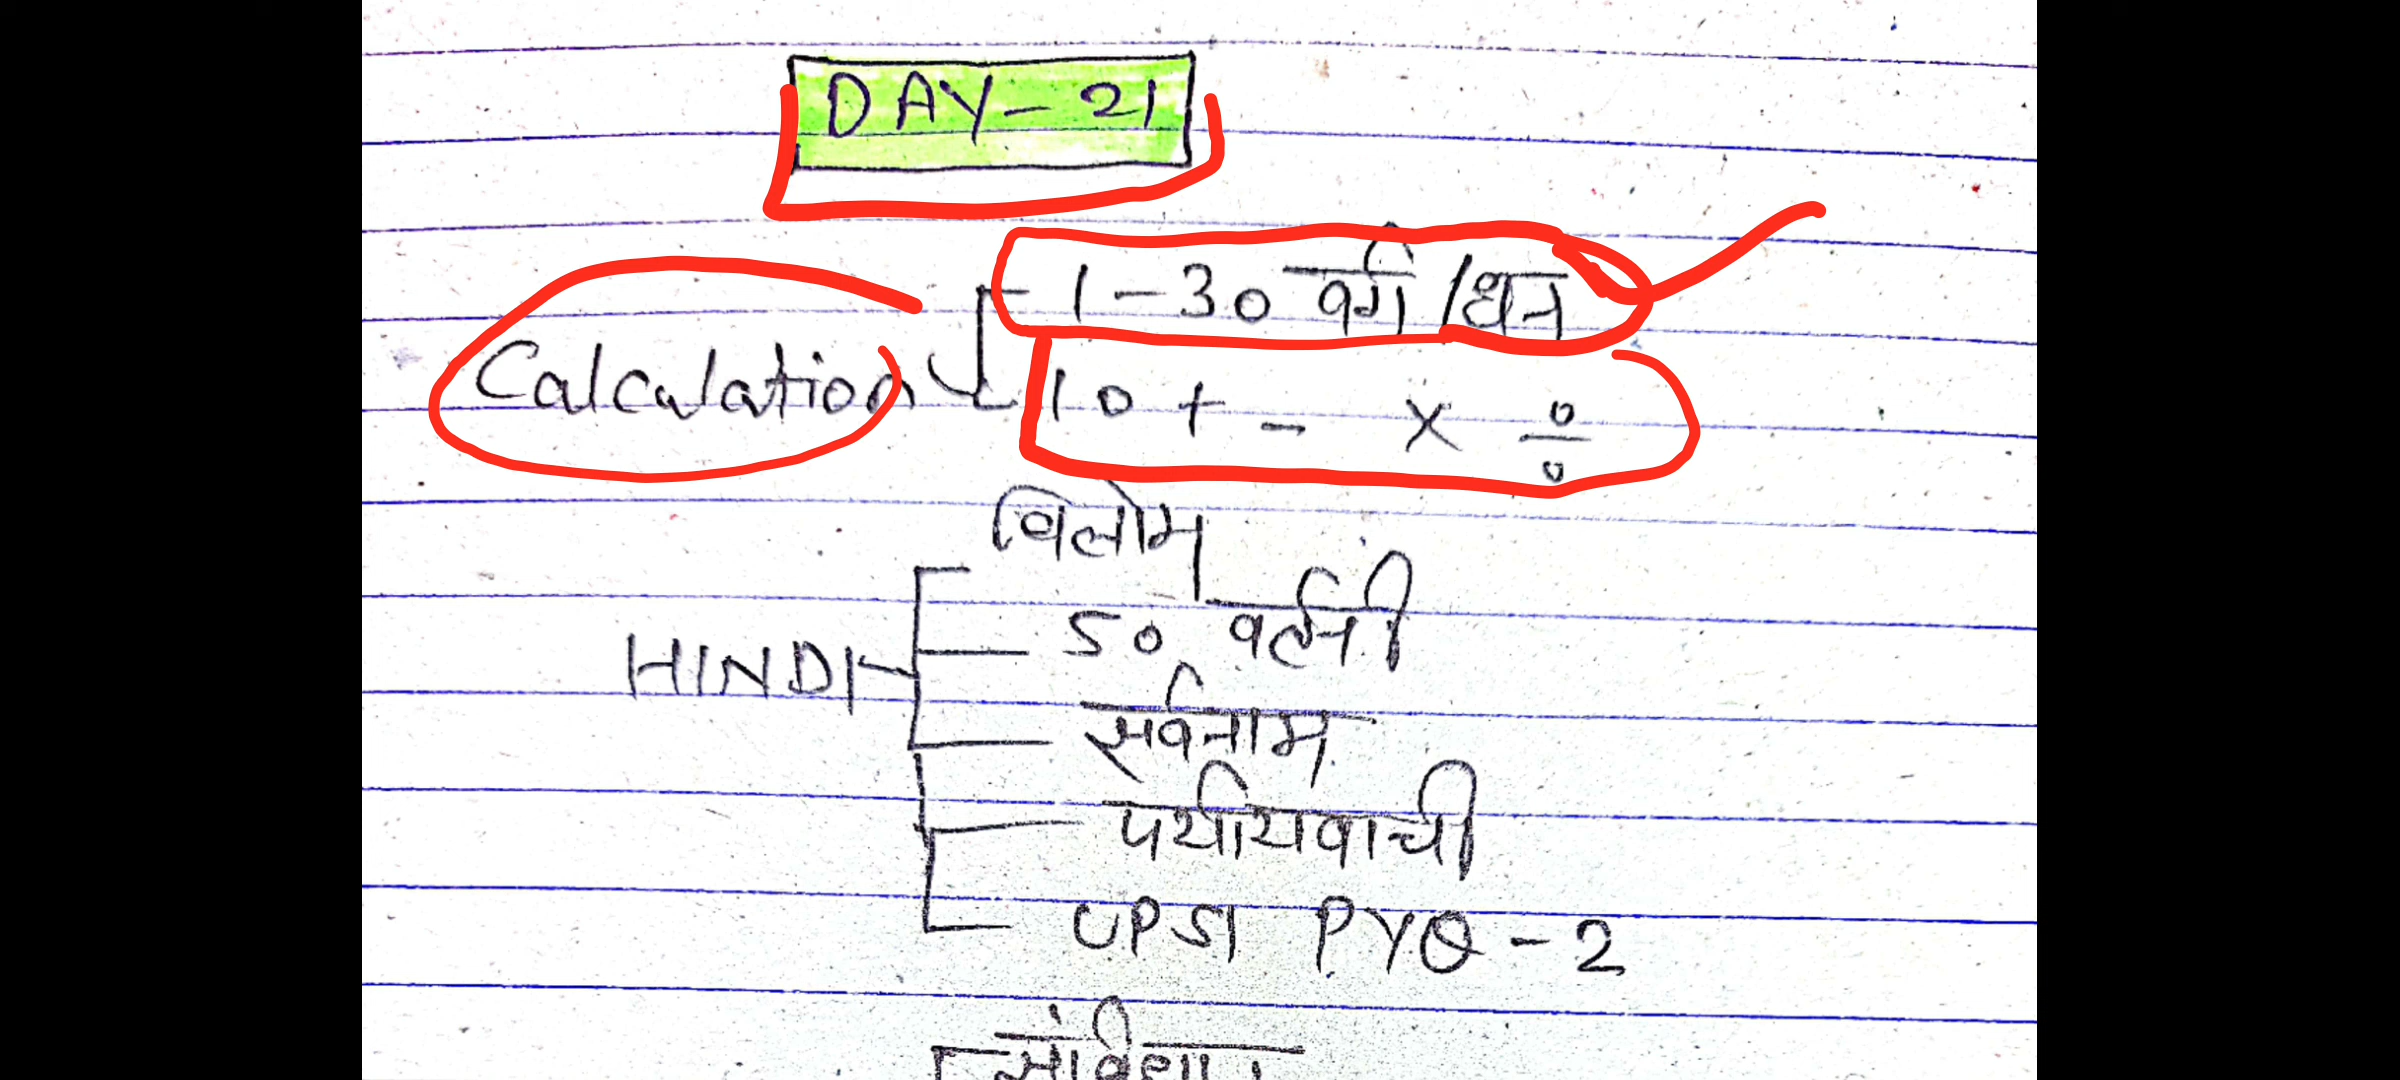 DAY - 21
1 - 30 वर्ग / घन
Calculation
10 + - × ÷
विलोम
50 वर्तनी
HINDI
सर्वनाम
पर्यायवाची
UPSI PYQ - 2